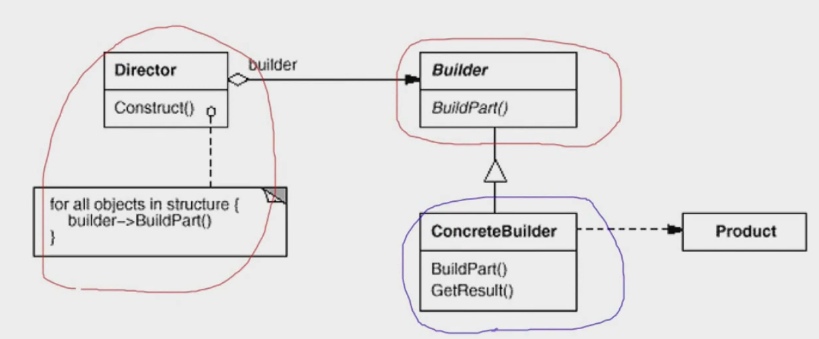 Director
builder
Builder
Construct()
BuildPart()
for all objects in structure {
builder->BuildPart()
}
ConcreteBuilder
Product
BuildPart()
GetResult()